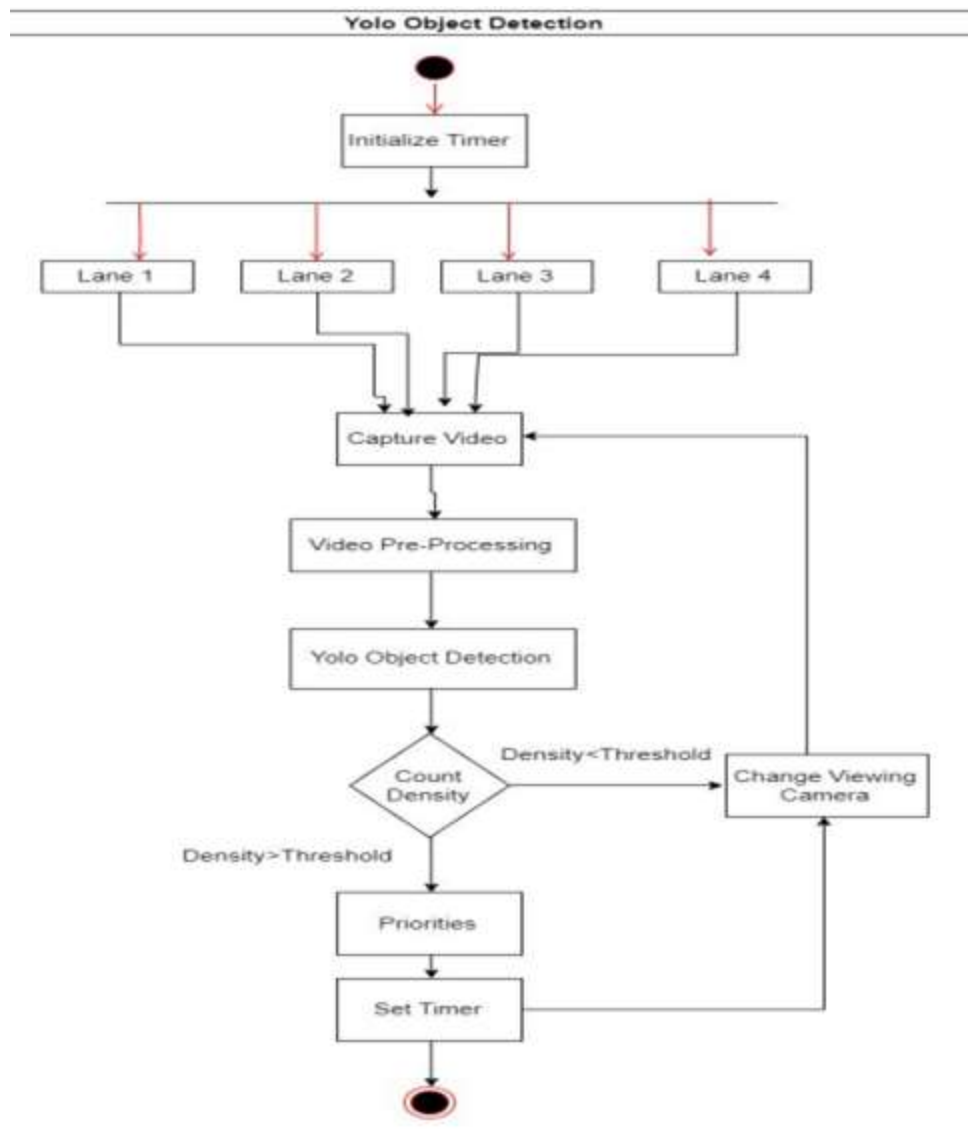 Yolo Object Detection
Initialize Timer
Lane 1
Lane 2
Lane 3
Lane 4
Capture Video
Video Pre-Processing
Yolo Object Detection
Density<Threshold
Count
Density
Change Viewing
Camera
Density>Threshold
Priorities
Set Timer